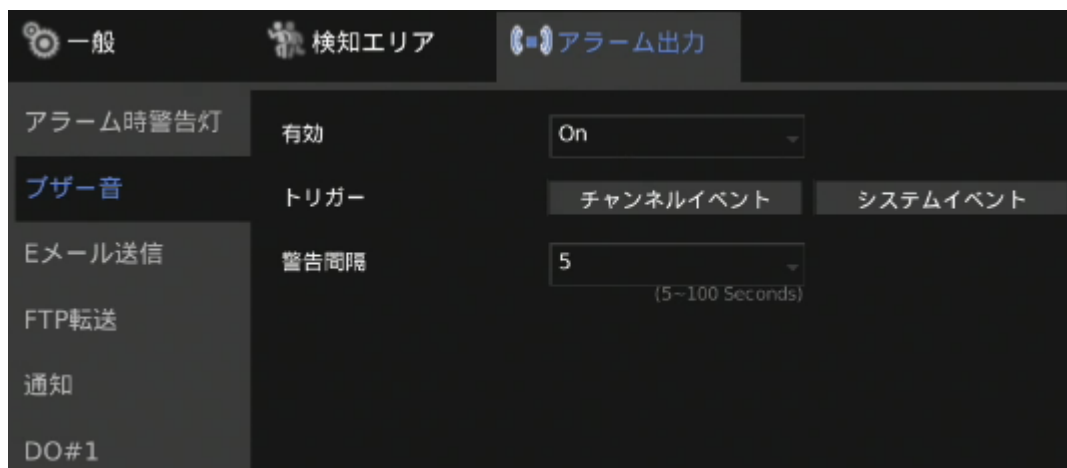 一般
検知エリア
アラーム出力
アラーム時警告灯
有効
On
ブザー音
トリガー
チャンネルイベント
システムイベント
Eメール送信
警告間隔
5
(5~100 Seconds)
FTP転送
通知
DO#1